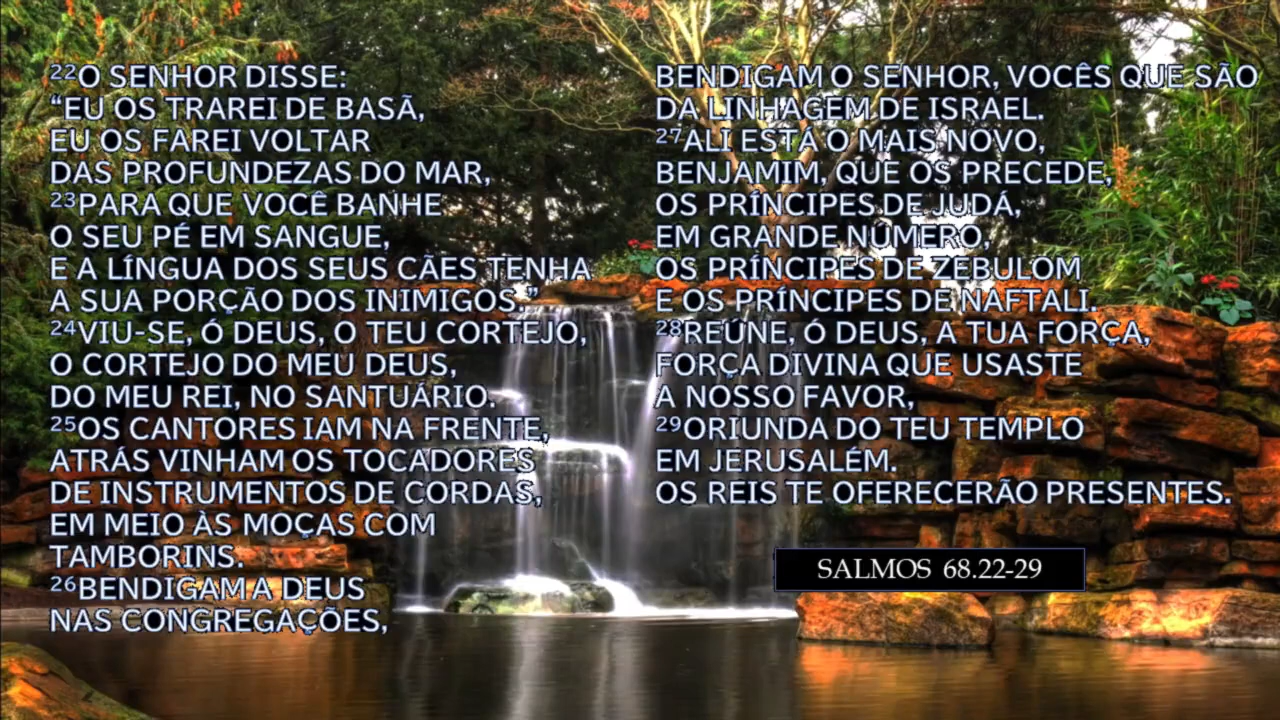 ²²O SENHOR DISSE:
“EU OS TRAREI DE BASÃ,
EU OS FAREI VOLTAR
DAS PROFUNDEZAS DO MAR,
²³PARA QUE VOCÊ BANHE
O SEU PÉ EM SANGUE,
E A LÍNGUA DOS SEUS CÃES TENHA
A SUA PORÇÃO DOS INIMIGOS.”
²⁴VIU-SE, Ó DEUS, O TEU CORTEJO,
O CORTEJO DO MEU DEUS,
DO MEU REI, NO SANTUÁRIO.
²⁵OS CANTORES IAM NA FRENTE,
ATRÁS VINHAM OS TOCADORES
DE INSTRUMENTOS DE CORDAS,
EM MEIO ÀS MOÇAS COM
TAMBORINS.
²⁶BENDIGAM A DEUS
NAS CONGREGAÇÕES,
BENDIGAM O SENHOR, VOCÊS QUE SÃO
DA LINHAGEM DE ISRAEL.
²⁷ALI ESTÁ O MAIS NOVO,
BENJAMIM, QUE OS PRECEDE,
OS PRÍNCIPES DE JUDÁ,
EM GRANDE NÚMERO,
OS PRÍNCIPES DE ZEBULOM
E OS PRÍNCIPES DE NAFTALI.
²⁸REÚNE, Ó DEUS, A TUA FORÇA,
FORÇA DIVINA QUE USASTE
A NOSSO FAVOR,
²⁹ORIUNDA DO TEU TEMPLO
EM JERUSALÉM.
OS REIS TE OFERECERÃO PRESENTES.
SALMOS 68.22-29